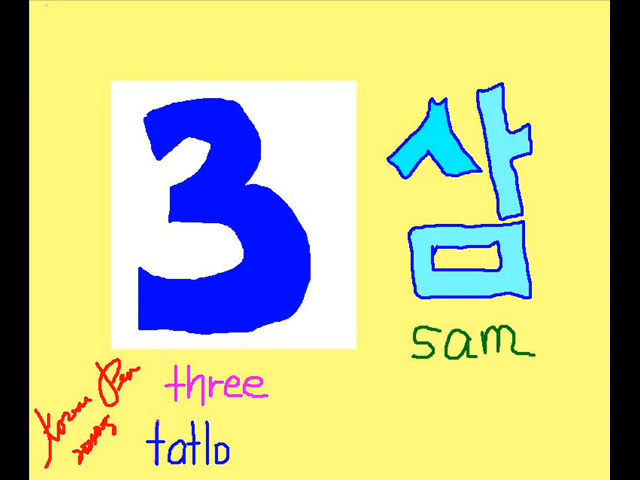 3
삼
sam
three
tatlo